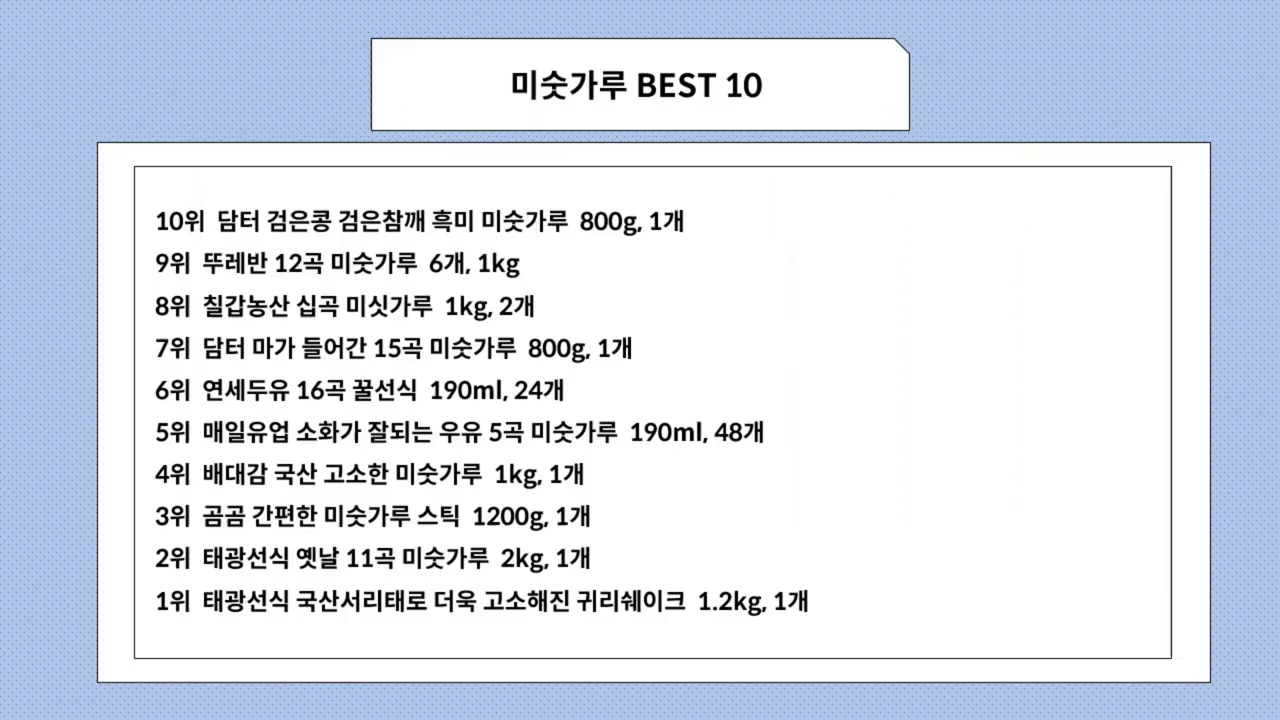 미숫가루 BEST 10
10위 담터 검은콩 검은참깨 흑미 미숫가루 800g, 1개
9위 뚜레반 12곡 미숫가루 6개, 1kg
8위 칠갑농산 십곡 미싯가루 1kg, 2개
7위 담터 마가 들어간 15곡 미숫가루 800g, 1개
6위 연세두유 16곡 꿀선식 190ml, 24개
5위 매일유업 소화가 잘되는 우유 5곡 미숫가루 190ml, 48개
4위 배대감 국산 고소한 미숫가루 1kg, 1개
3위 곰곰 간편한 미숫가루 스틱 1200g, 1개
2위 태광선식 옛날 11곡 미숫가루 2kg, 1개
1위 태광선식 국산서리태로 더욱 고소해진 귀리쉐이크 1.2kg, 1개